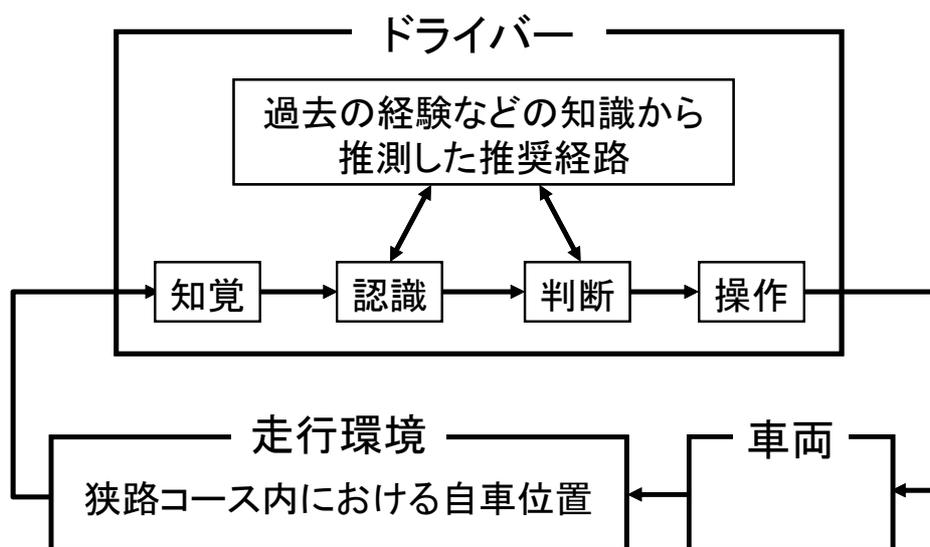 ドライバー
過去の経験などの知識から
推測した推奨経路
知覚
認識
判断
操作
走行環境
狭路コース内における自車位置
車両